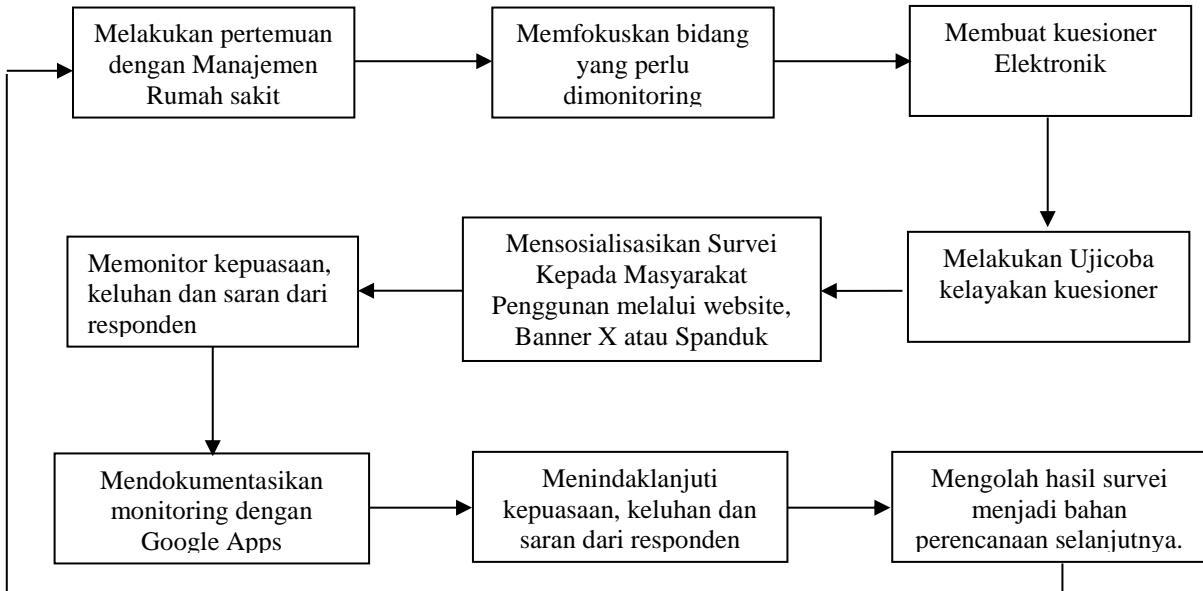 Melakukan pertemuan
dengan Manajemen
Rumah sakit
Memfokuskan bidang
yang perlu
dimonitoring
Membuat kuesioner
Elektronik
Melakukan Ujicoba
kelayakan kuesioner
Mensosialisasikan Survei
Kepada Masyarakat
Penggunan melalui website,
Banner X atau Spanduk
Memonitor kepuasaan,
keluhan dan saran dari
responden
Mendokumentasikan
monitoring dengan
Google Apps
Menindaklanjuti
kepuasaan, keluhan dan
saran dari responden
Mengolah hasil survei
menjadi bahan
perencanaan selanjutnya.